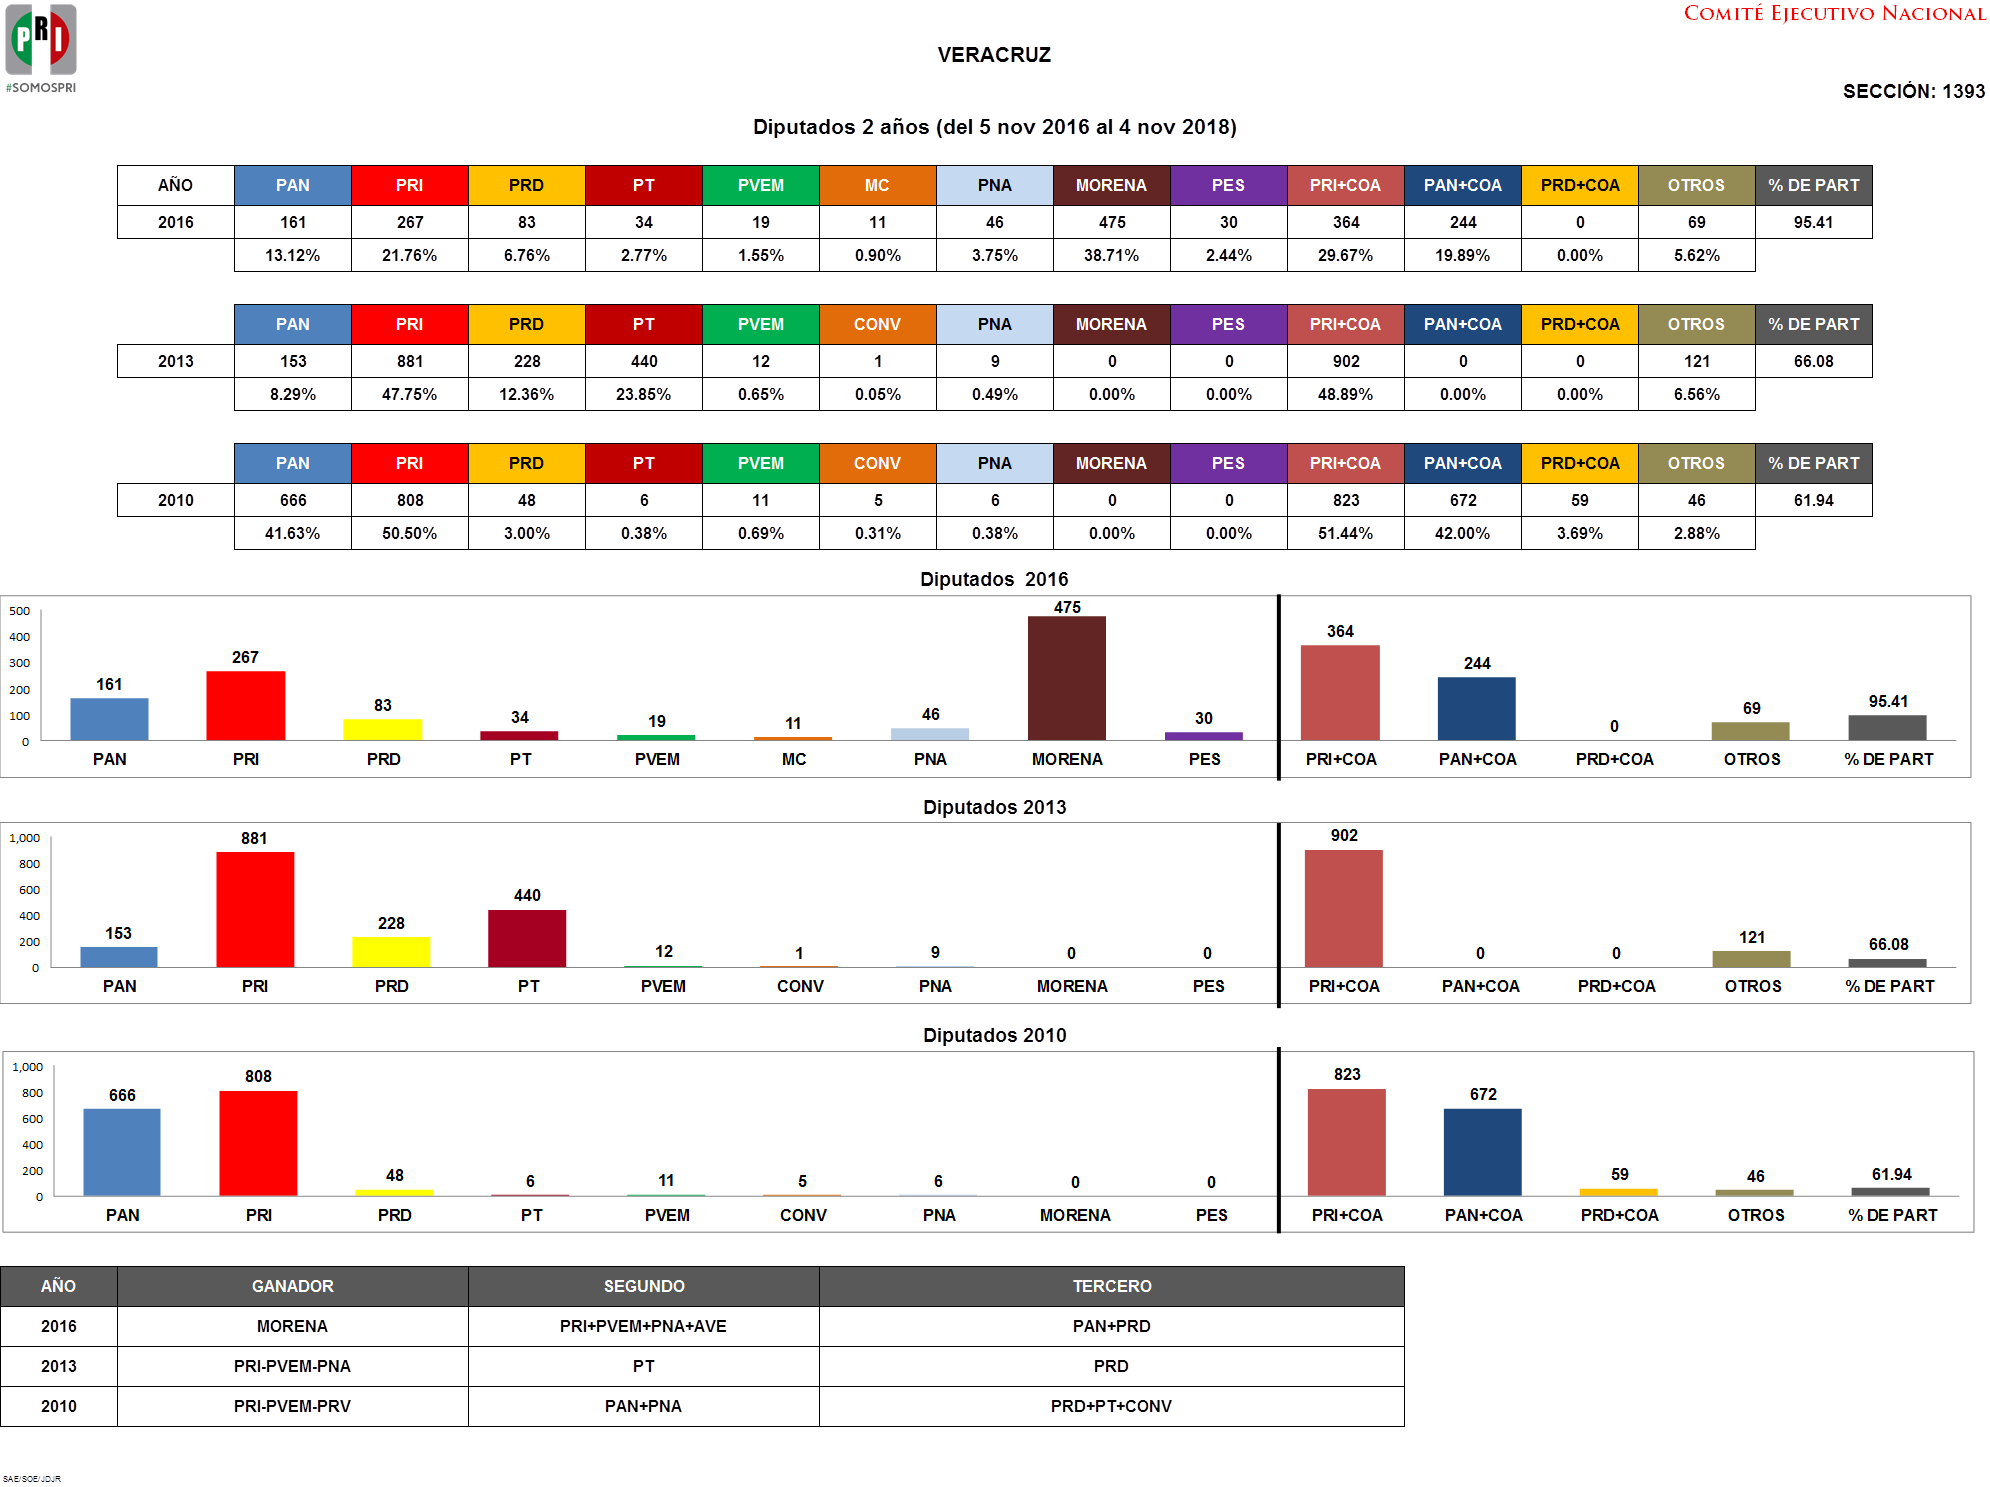 COMITÉ EJECUTIVO NACIONAL
PRI
#SOMOSPRI
VERACRUZ
SECCIÓN: 1393
Diputados 2 años (del 5 nov 2016 al 4 nov 2018)
AÑO PAN PRI PRD PT PVEM MC PNA MORENA PES PRI+COA PAN+COA PRD+COA OTROS % DE PART
2016 161 267 83 34 19 11 46 475 30 364 244 0 69 95.41
13.12% 21.76% 6.76% 2.77% 1.55% 0.90% 3.75% 38.71% 2.44% 29.67% 19.89% 0.00% 5.62%
PAN PRI PRD PT PVEM CONV PNA MORENA PES PRI+COA PAN+COA PRD+COA OTROS % DE PART
2013 153 881 228 440 12 1 9 0 0 902 0 0 121 66.08
8.29% 47.75% 12.36% 23.85% 0.65% 0.05% 0.49% 0.00% 0.00% 48.89% 0.00% 0.00% 6.56%
PAN PRI PRD PT PVEM CONV PNA MORENA PES PRI+COA PAN+COA PRD+COA OTROS % DE PART
2010 666 808 48 6 11 5 6 0 0 823 672 59 46 61.94
41.63% 50.50% 3.00% 0.38% 0.69% 0.31% 0.38% 0.00% 0.00% 51.44% 42.00% 3.69% 2.88%
Diputados 2016
500
400
300
200
100
0
161 267 83 34 19 11 46 475 30 364 244 0 69 95.41
PAN PRI PRD PT PVEM MC PNA MORENA PES PRI+COA PAN+COA PRD+COA OTROS % DE PART
Diputados 2013
1,000
800
600
400
200
0
153 881 228 440 12 1 9 0 0 902 0 0 121 66.08
PAN PRI PRD PT PVEM CONV PNA MORENA PES PRI+COA PAN+COA PRD+COA OTROS % DE PART
Diputados 2010
1,000
800
600
400
200
0
666 808 48 6 11 5 6 0 0 823 672 59 46 61.94
PAN PRI PRD PT PVEM CONV PNA MORENA PES PRI+COA PAN+COA PRD+COA OTROS % DE PART
AÑO GANADOR SEGUNDO TERCERO
2016 MORENA PRI+PVEM+PNA+AVE PAN+PRD
2013 PRI-PVEM-PNA PT PRD
2010 PRI-PVEM-PRV PAN+PNA PRD+PT+CONV
SAE/SOE/JDJR